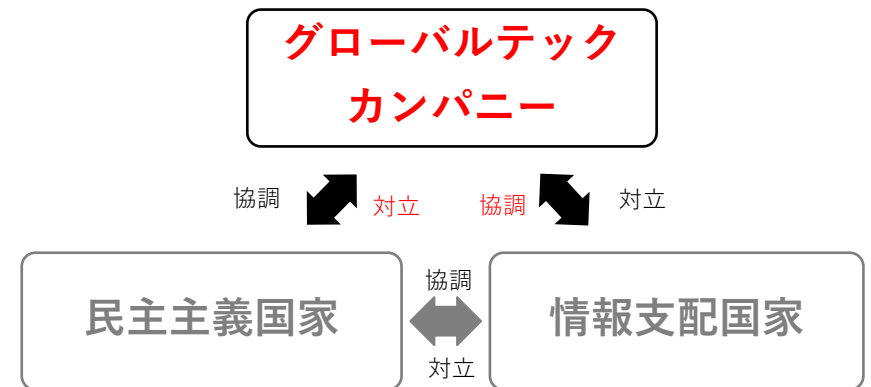 グローバルテック
カンパニー
協調
対立
協調
対立
民主主義国家
協調
対立
情報支配国家